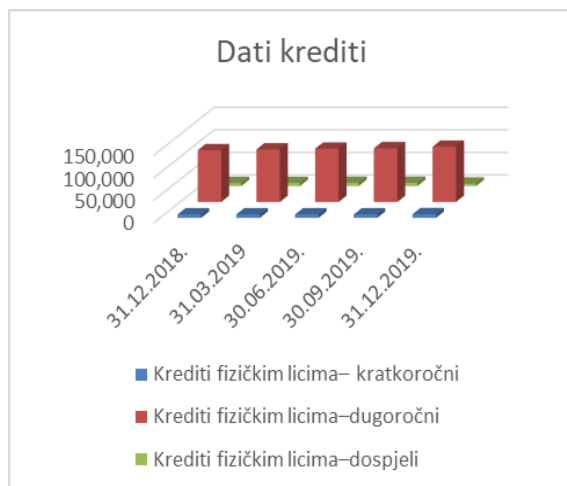 Dati krediti
150,000
100,000
50,000
0
31.12.2018.
31.03.2019
30.06.2019.
30.09.2019.
31.12.2019.
Krediti fizičkim licima– kratkoročni
Krediti fizičkim licima–dugoročni
Krediti fizičkim licima–dospjeli